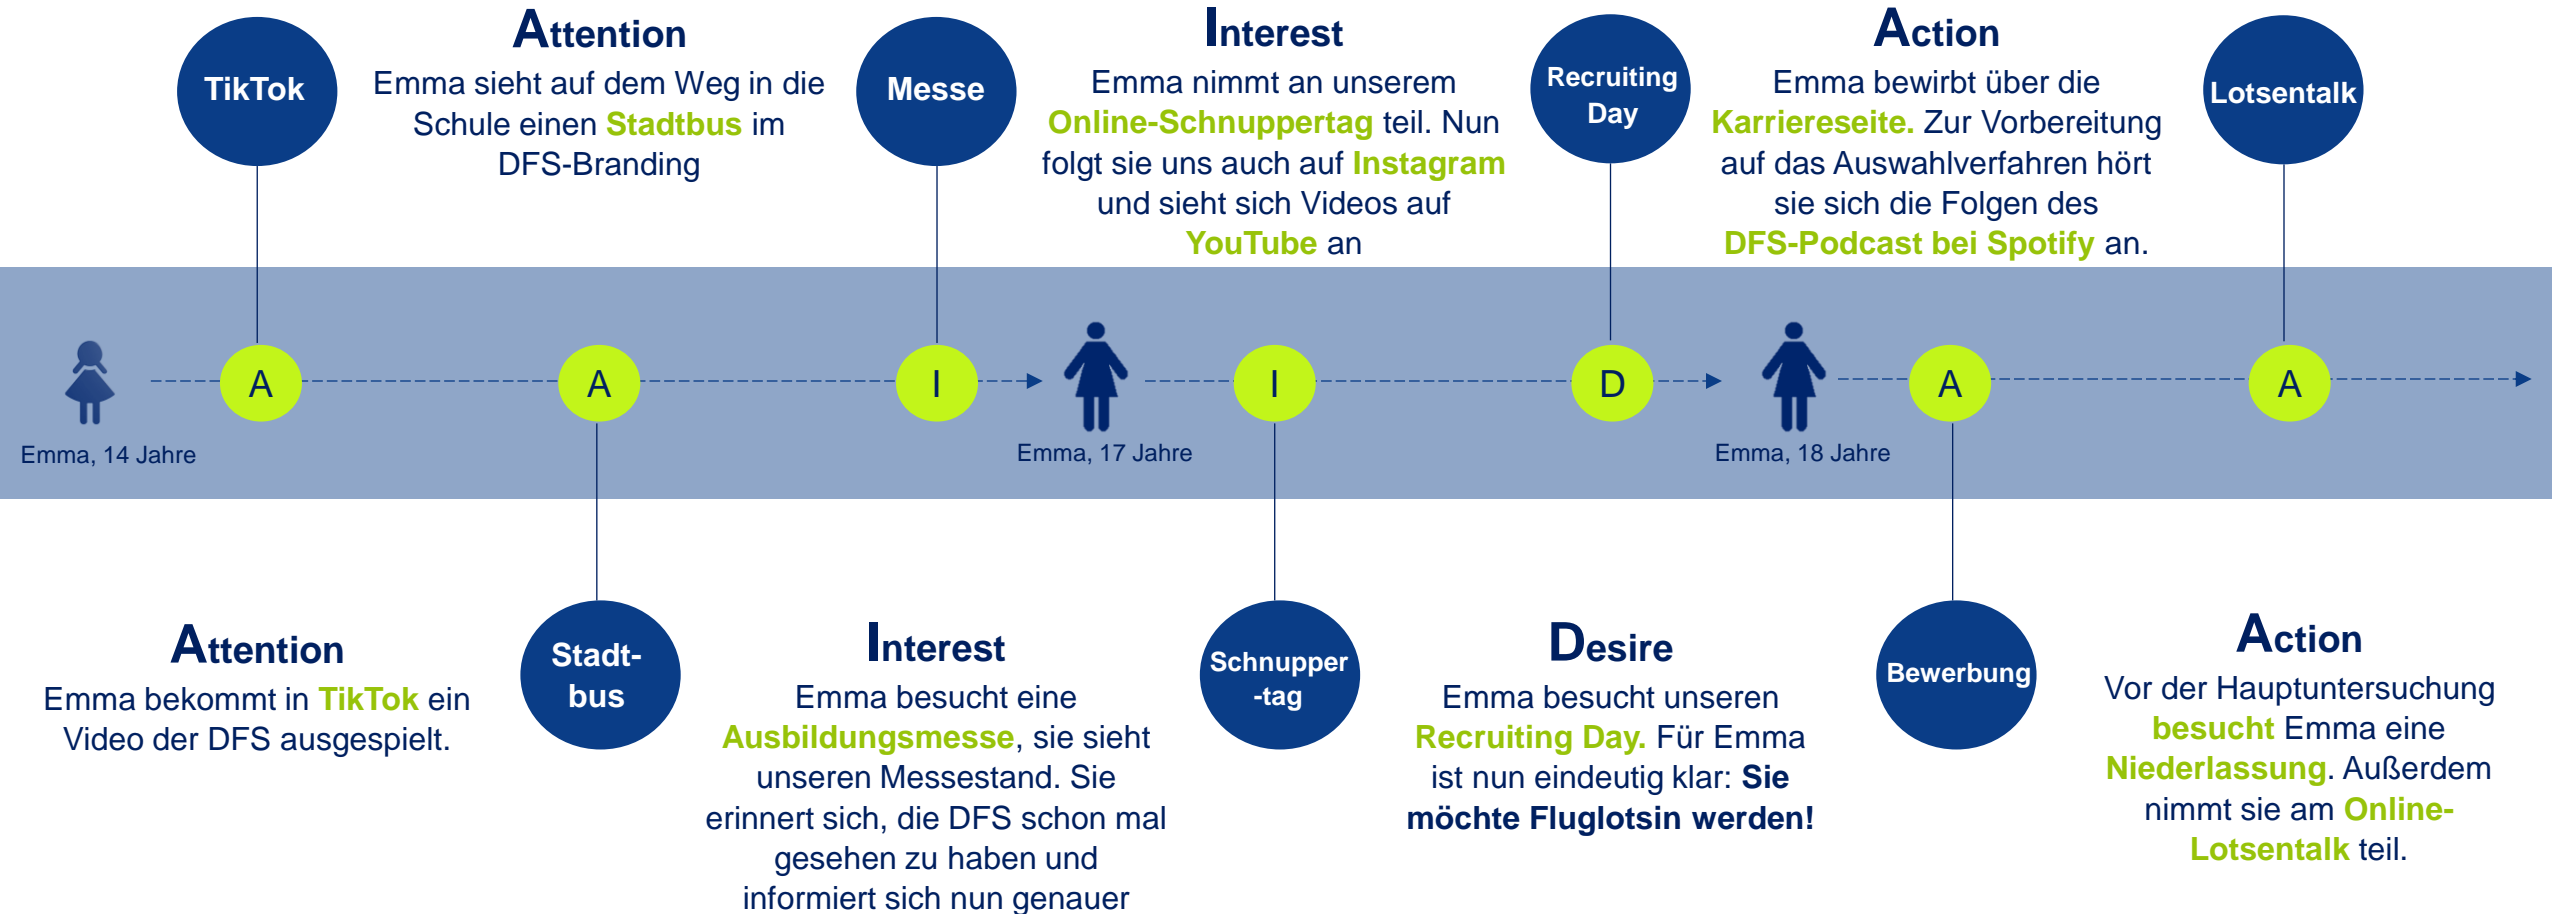 TikTok
Attention
Emma sieht auf dem Weg in die
Schule einen Stadtbus im
DFS-Branding
Messe
Interest
Emma nimmt an unserem
Online-Schnuppertag teil. Nun
folgt sie uns auch auf Instagram
und sieht sich Videos auf
YouTube an
Recruiting
Day
Action
Emma bewirbt über die
Karriereseite. Zur Vorbereitung
auf das Auswahlverfahren hört
sie sich die Folgen des
DFS-Podcast bei Spotify an.
Lotsentalk
A
A
I
I
D
A
A
Emma, 14 Jahre
Emma, 17 Jahre
Emma, 18 Jahre
Attention
Emma bekommt in TikTok ein
Video der DFS ausgespielt.
Stadt-
bus
Interest
Emma besucht eine
Ausbildungsmesse, sie sieht
unseren Messestand. Sie
erinnert sich, die DFS schon mal
gesehen zu haben und
informiert sich nun genauer
Schnupper
-tag
Desire
Emma besucht unseren
Recruiting Day. Für Emma
ist nun eindeutig klar: Sie
möchte Fluglotsin werden!
Bewerbung
Action
Vor der Hauptuntersuchung
besucht Emma eine
Niederlassung. Außerdem
nimmt sie am Online-
Lotsentalk teil.